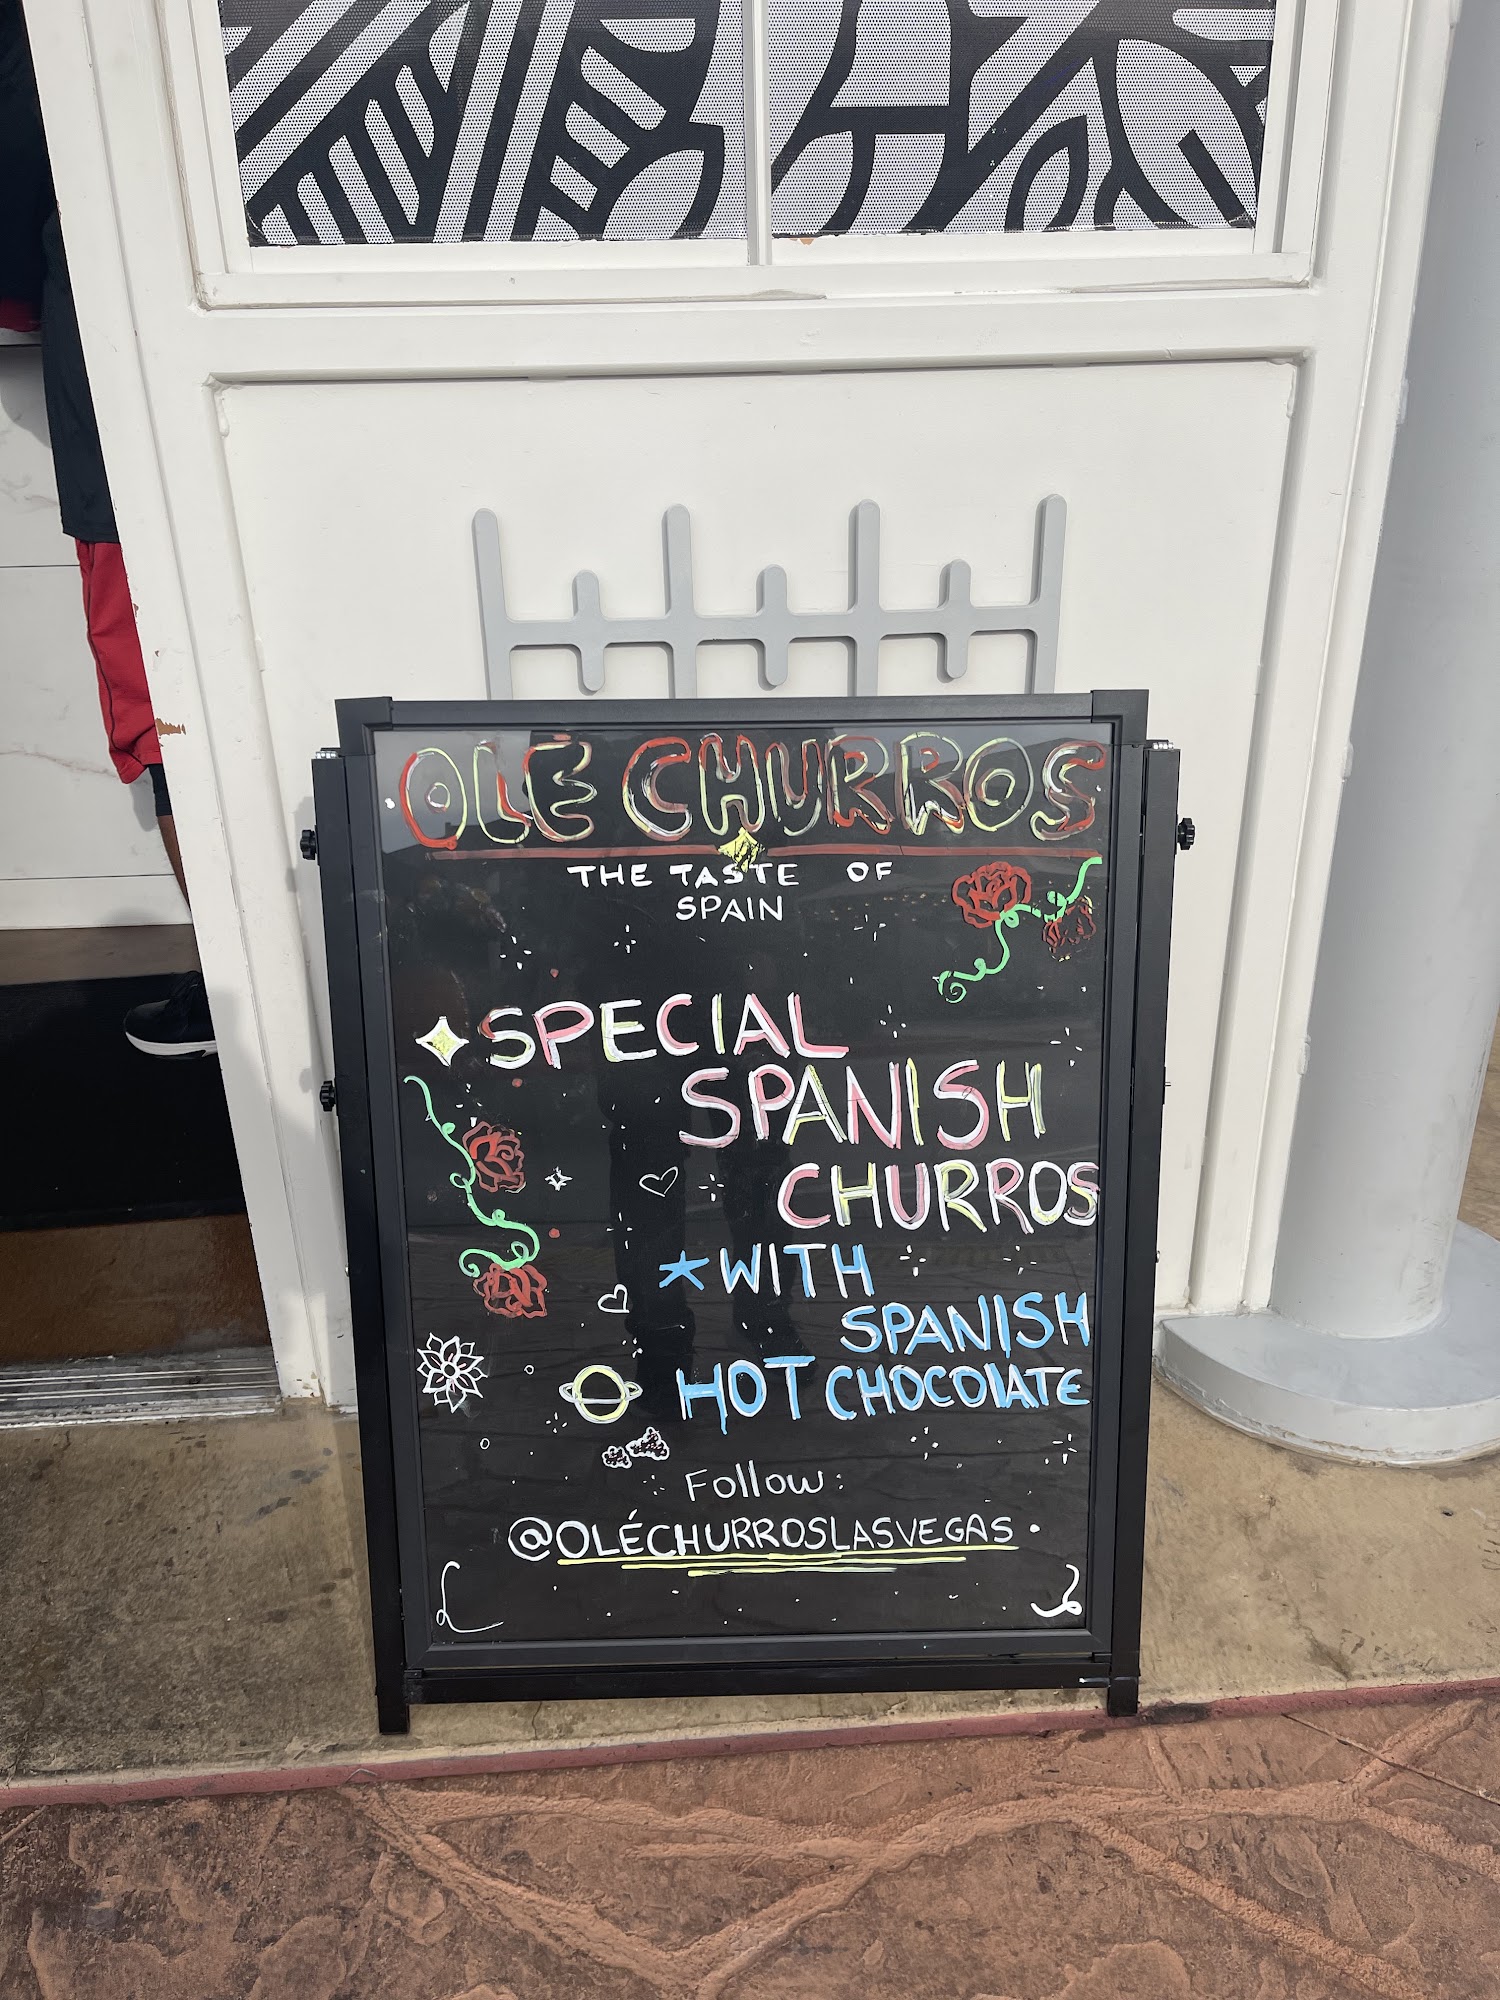 OLÉ CHURROS
THE TASTE OF
SPAIN
SPECIAL
SPANISH
CHURROS
*WITH
SPANISH
HOT CHOCOlATE
Follow:
@OLÉCHURROSLASVEGAS.